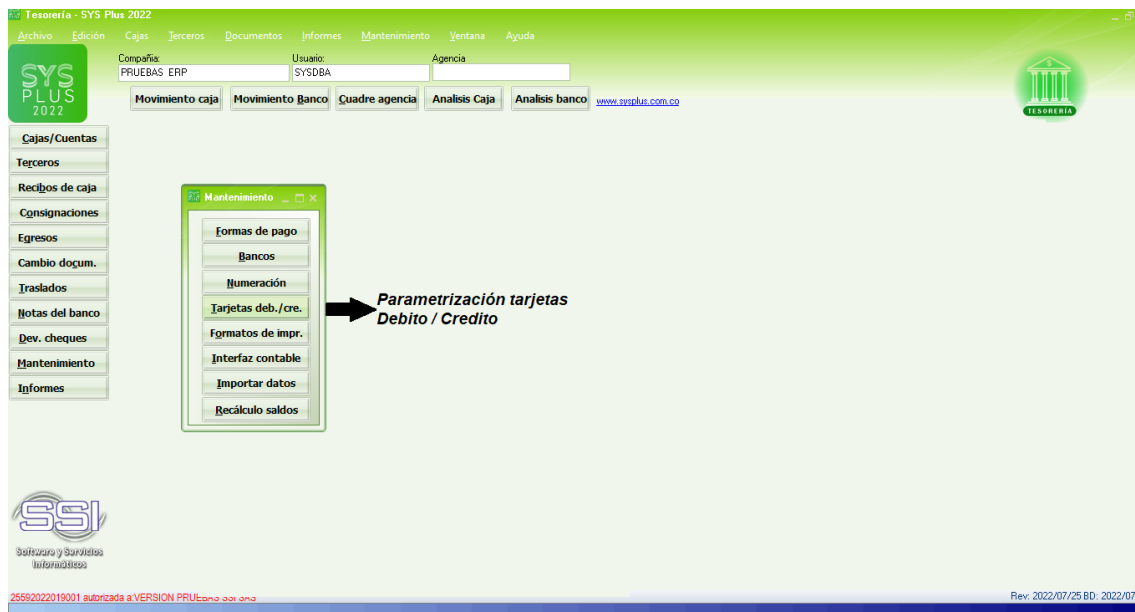 Tesorería - SYS Plus 2022
Archivo Edición Cajas Terceros Documentos Informes Mantenimiento Ventana Ayuda
Compañia: Usuario: Agencia
PRUEBAS ERP SYSDBA
SYS
PLUS
2022
Movimiento caja Movimiento Banco Cuadre agencia Analisis Caja Analisis banco www.sysplus.com.co
TESORERÍA
Cajas/Cuentas
Terceros
Recibos de caja
Consignaciones
Egresos
Cambio docum.
Traslados
Notas del banco
Dev. cheques
Mantenimiento
Informes
Mantenimiento
Formas de pago
Bancos
Numeración
Tarjetas deb./cre.
Formatos de impr.
Interfaz contable
Importar datos
Recálculo saldos
Parametrización tarjetas
Debito / Credito
SSI
Software y Servicios
Informáticos
25592022019001 autorizada a:VERSION PRUEBAS SSI SAS
Rev: 2022/07/25 BD: 2022/07